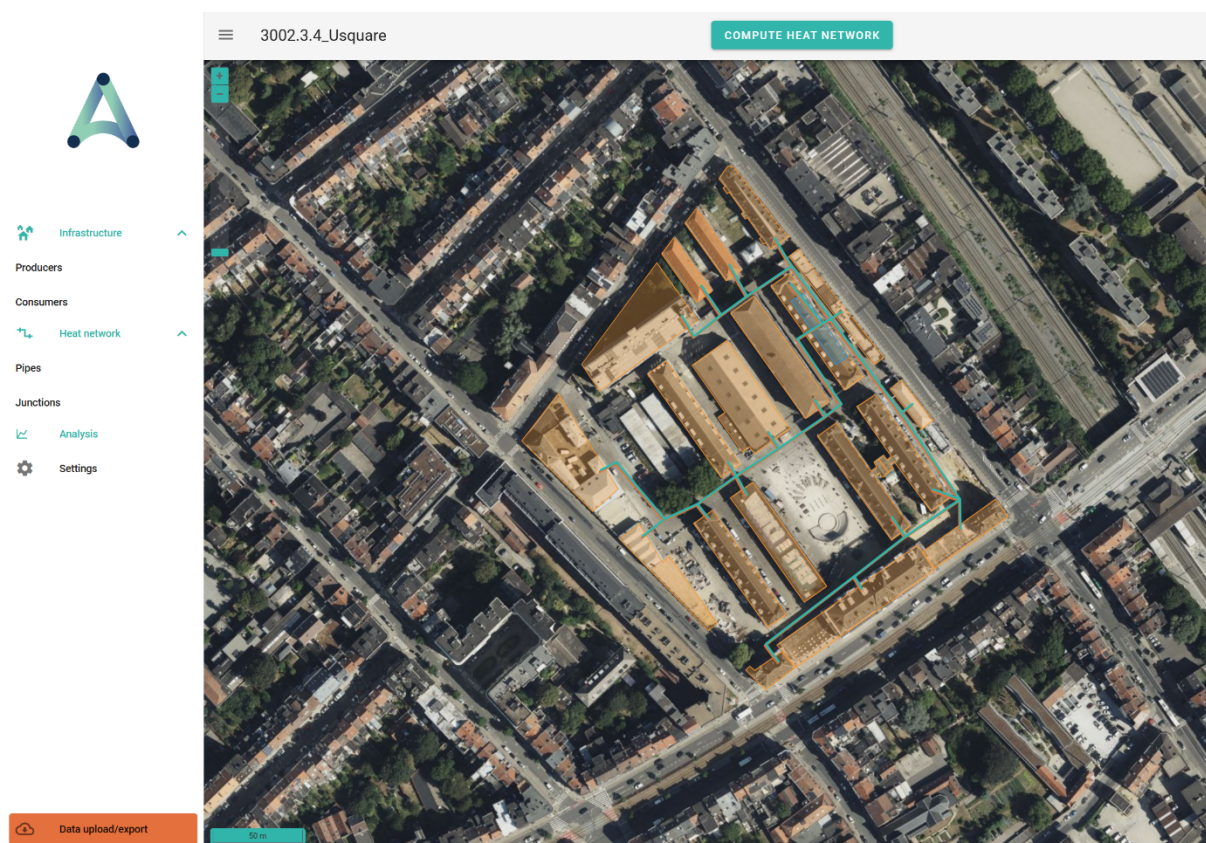 3002.3.4_Usquare
COMPUTE HEAT NETWORK
+
−
Infrastructure
Producers
Consumers
Heat network
Pipes
Junctions
Analysis
Settings
Data upload/export
50 m